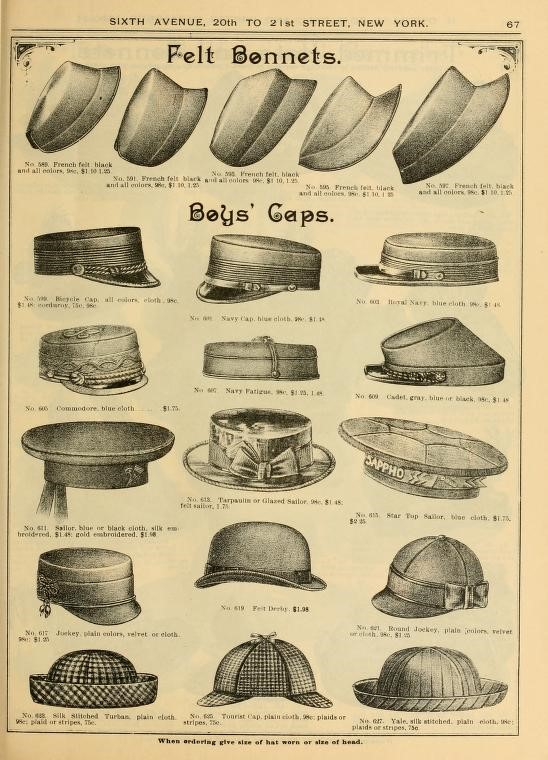 SIXTH AVENUE, 20th TO 21st STREET, NEW YORK.
67
Felt Bonnets.
No. 589. French felt, black
and all colors, 98c. $1.10 1.25
No. 591. French felt, black
and all colors, 98c. $1.10, 1.25
No. 593. French felt, black
and all colors 98c. $1.10, 1.25.
No. 595. French felt, black
and all colors, 98c. $1.10, 1.25
No. 597. French felt, black
and all colors, 98c. $1.10, 1.25
Boys' Caps.
No. 599. Bicycle Cap, all colors, cloth, 98c.
$1.48; corduroy, 75c. 98c.
No. 601 Navy Cap, blue cloth, 98c. $1.48
No. 603 Royal Navy, blue cloth, 98c. $1.48.
No. 605 Commodore, blue cloth .... $1.75.
No. 607 Navy Fatigue, 98c. $1.25, 1.48.
No. 609 Cadet, gray, blue or black, 98c. $1.48
SAPPHO
No. 611. Sailor, blue or black cloth, silk em-
broidered, $1.48; gold embroidered, $1.98.
No. 613. Tarpaulin or Glazed Sailor, 98c. $1.48;
felt sailor, 1.75.
No. 615. Star Top Sailor, blue cloth, $1.75,
$2.25
No. 617 Jockey, plain colors, velvet or cloth,
98c; $1.25
No. 619 Felt Derby, $1.98
No. 621. Round Jockey, plain colors, velvet
or cloth, 98c. $1.25
No. 623. Silk Stitched Turban, plain cloth,
98c; plaid or stripes, 75c.
No. 625. Tourist Cap, plain cloth, 98c; plaids or
stripes, 75c.
No. 627. Yale, silk stitched, plain cloth, 98c;
plaids or stripes, 75c
When ordering give size of hat worn or size of head.